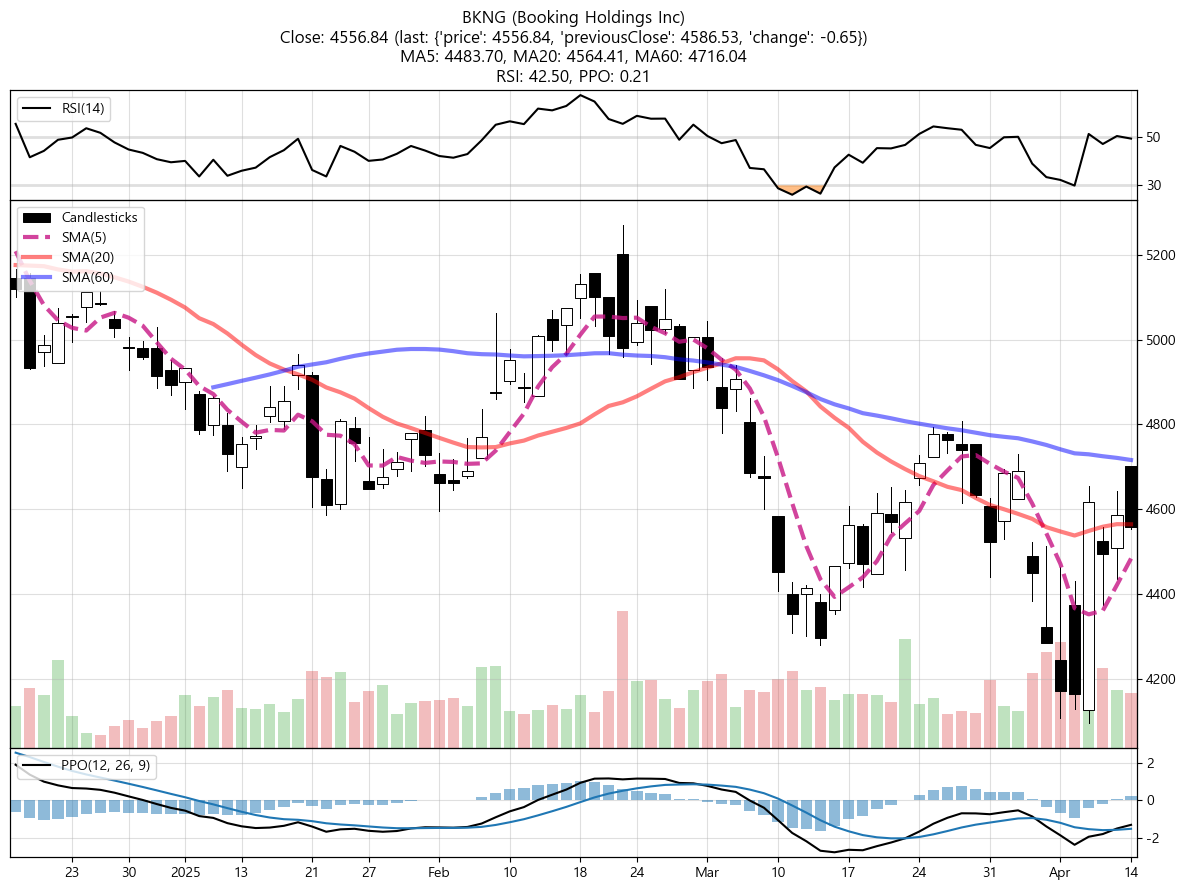 BKNG (Booking Holdings Inc)
Close: 4556.84 (last: {'price': 4556.84, 'previousClose': 4586.53, 'change': -0.65})
MA5: 4483.70, MA20: 4564.41, MA60: 4716.04
RSI: 42.50, PPO: 0.21
RSI(14)
50
30
Candlesticks
SMA(5)
SMA(20)
SMA(60)
5200
5000
4800
4600
4400
4200
PPO(12, 26, 9)
2
0
-2
23 30 2025 13 21 27 Feb 10 18 24 Mar 10 17 24 31 Apr 14